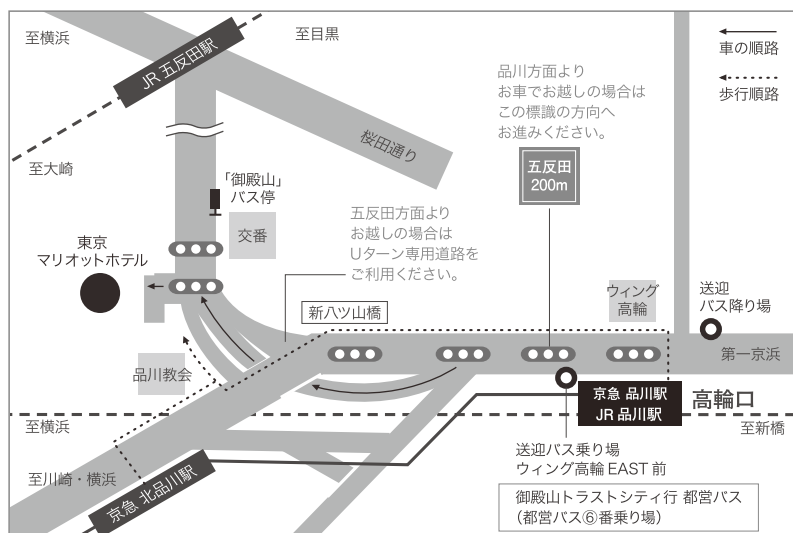 至横浜
JR 五反田駅
至目黒
車の順路
歩行順路
品川方面より
お車でお越しの場合は
この標識の方向へ
お進みください。
桜田通り
至大崎
五反田
200m
「御殿山」
バス停
交番
五反田方面より
お越しの場合は
Uターン専用道路を
ご利用ください。
東京
マリオットホテル
新八ツ山橋
ウィング
高輪
送迎
バス降り場
第一京浜
品川教会
京急 品川駅
JR 品川駅
高輪口
至横浜
至新橋
至川崎・横浜
京急 北品川駅
送迎バス乗り場
ウィング高輪 EAST 前
御殿山トラストシティ行 都営バス
（都営バス⑥番乗り場）